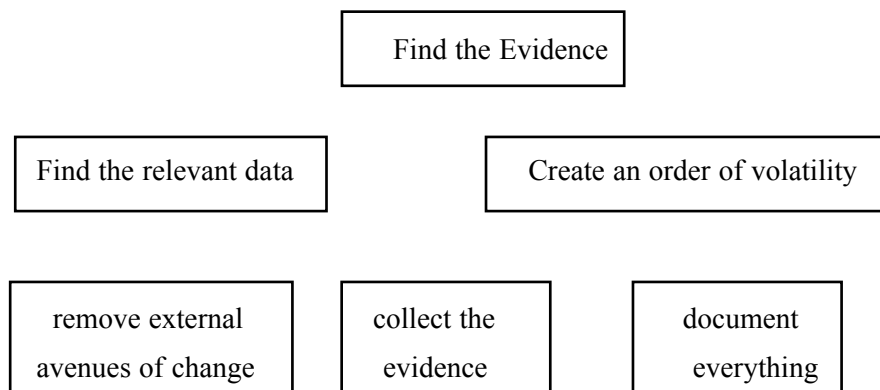 Find the Evidence
Find the relevant data
Create an order of volatility
remove external
avenues of change
collect the
evidence
document
everything